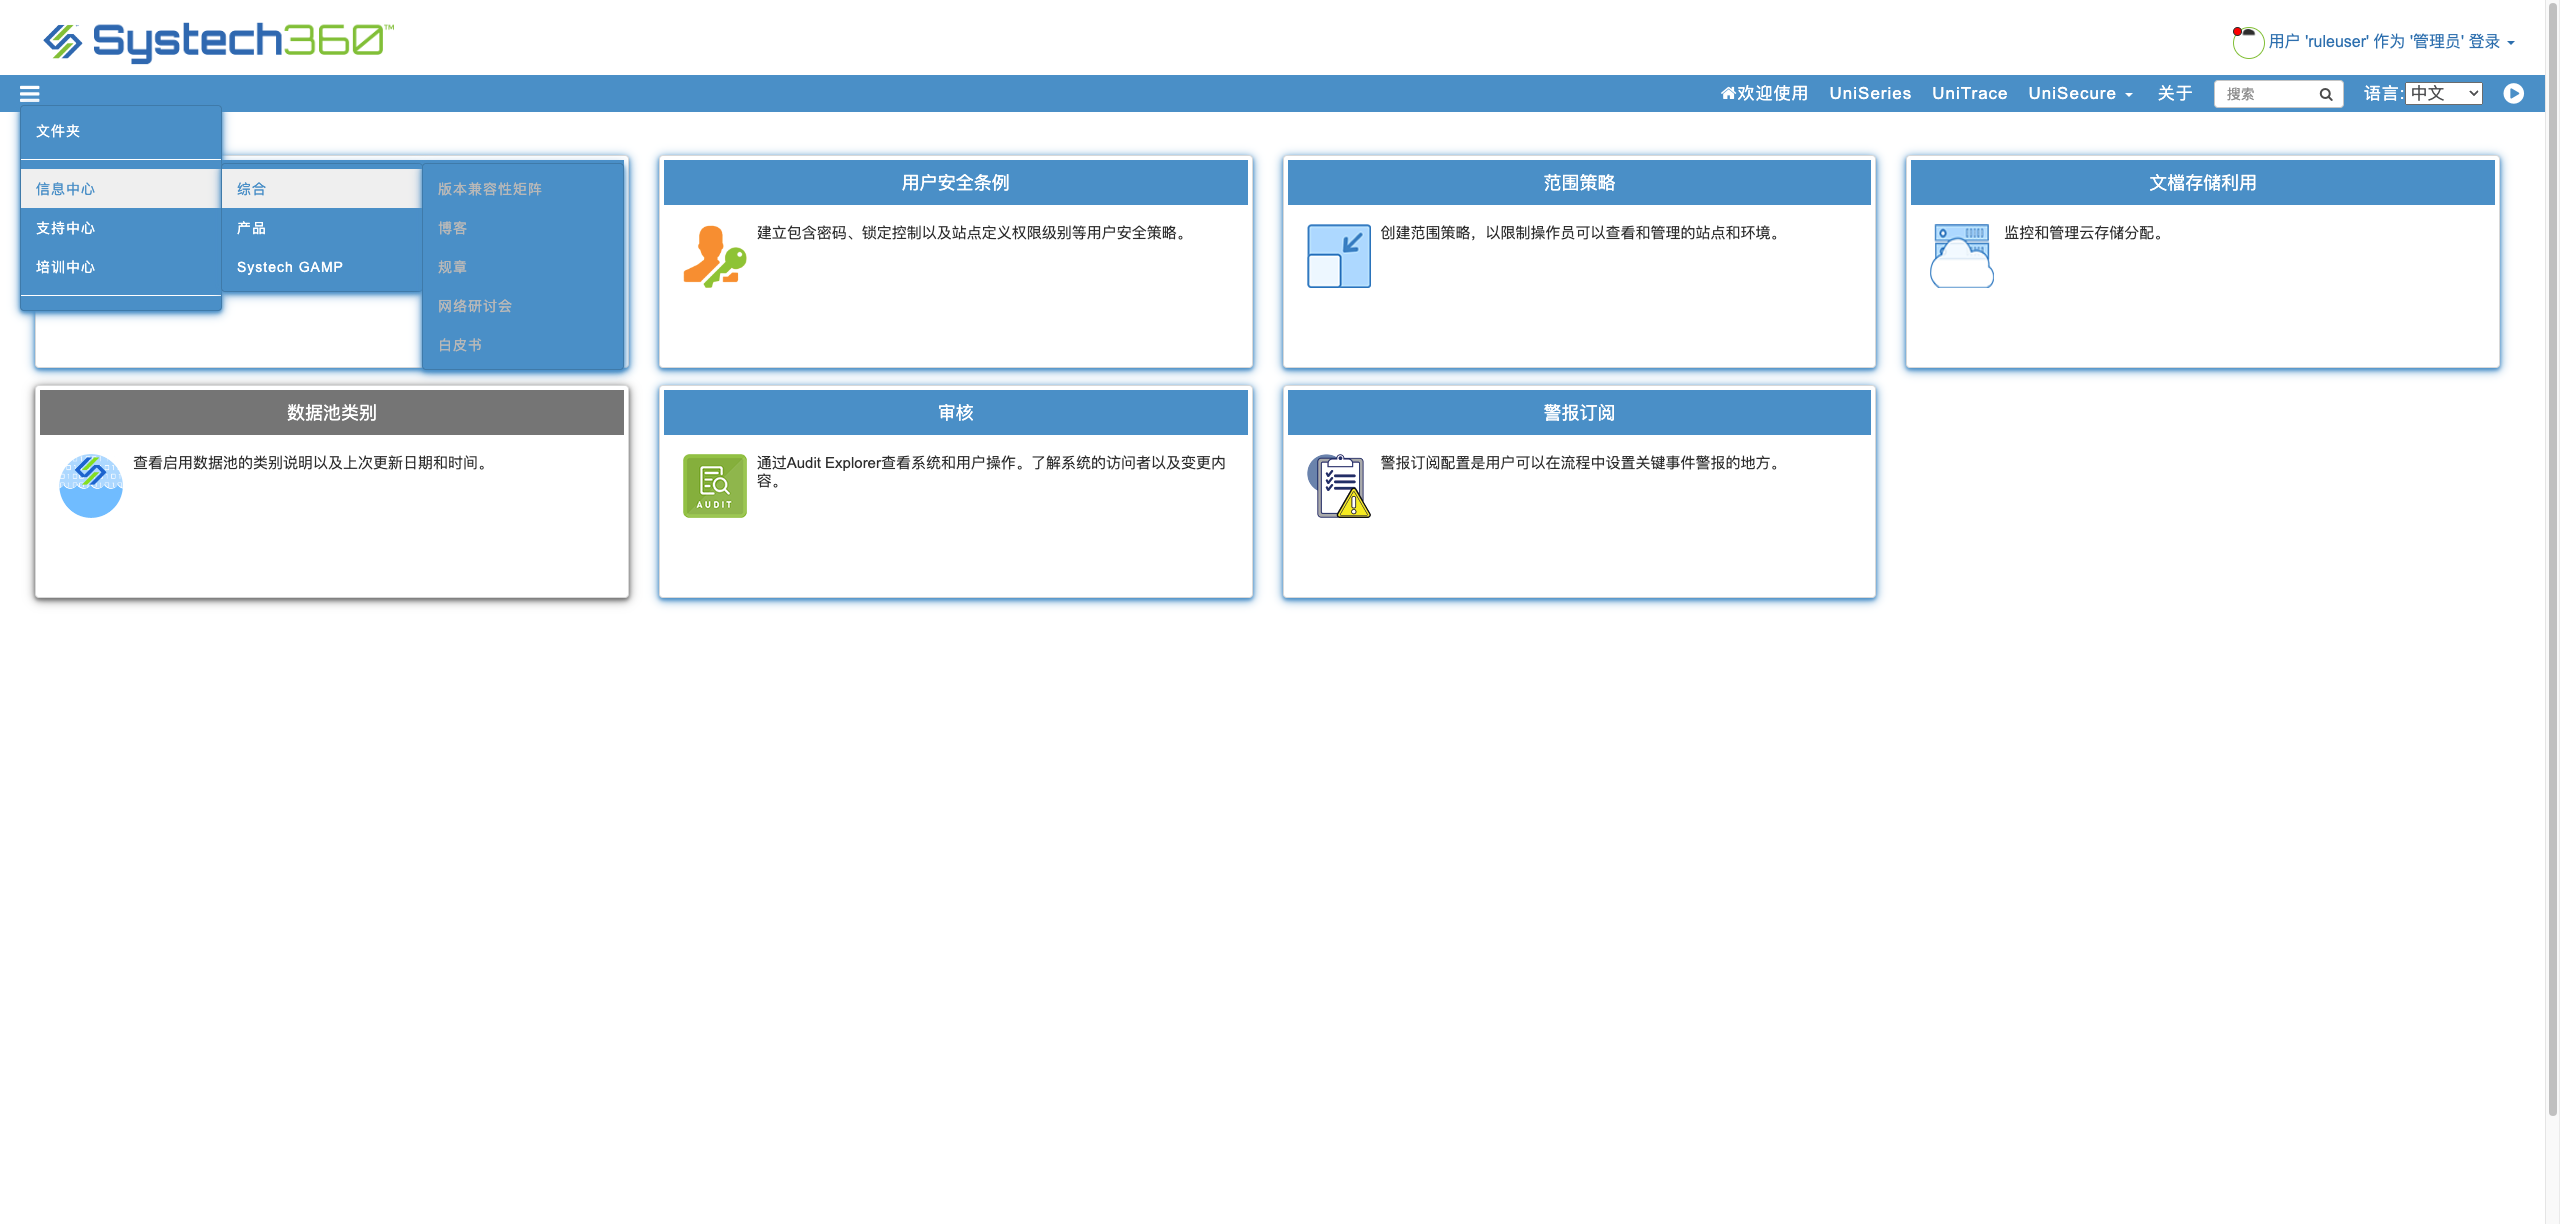 Systech360™
用户 'ruleuser' 作为 '管理员' 登录
欢迎使用 UniSeries UniTrace UniSecure 关于 搜索 语言: 中文
文件夹
信息中心
支持中心
培训中心
综合
产品
Systech GAMP
版本兼容性矩阵
博客
规章
网络研讨会
白皮书
用户安全条例
建立包含密码、锁定控制以及站点定义权限级别等用户安全策略。
范围策略
创建范围策略，以限制操作员可以查看和管理的站点和环境。
文檔存储利用
监控和管理云存储分配。
数据池类别
查看启用数据池的类别说明以及上次更新日期和时间。
审核
AUDIT
通过Audit Explorer查看系统和用户操作。了解系统的访问者以及变更内
容。
警报订阅
警报订阅配置是用户可以在流程中设置关键事件警报的地方。